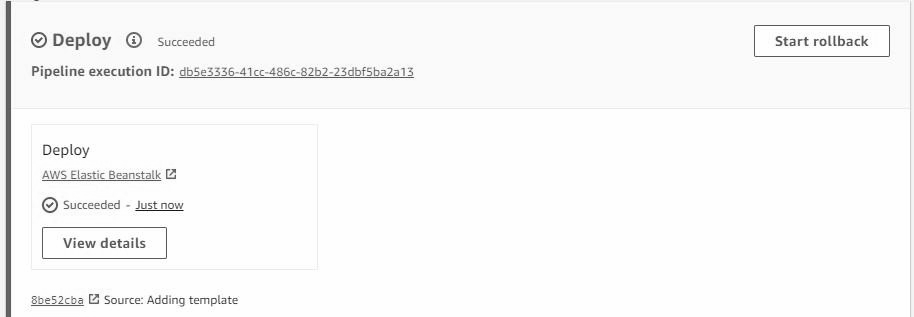 Deploy Succeeded Start rollback
Pipeline execution ID: db5e3336-41cc-486c-82b2-23dbf5ba2a13
Deploy
AWS Elastic Beanstalk
Succeeded - Just now
View details
8be52cba Source: Adding template